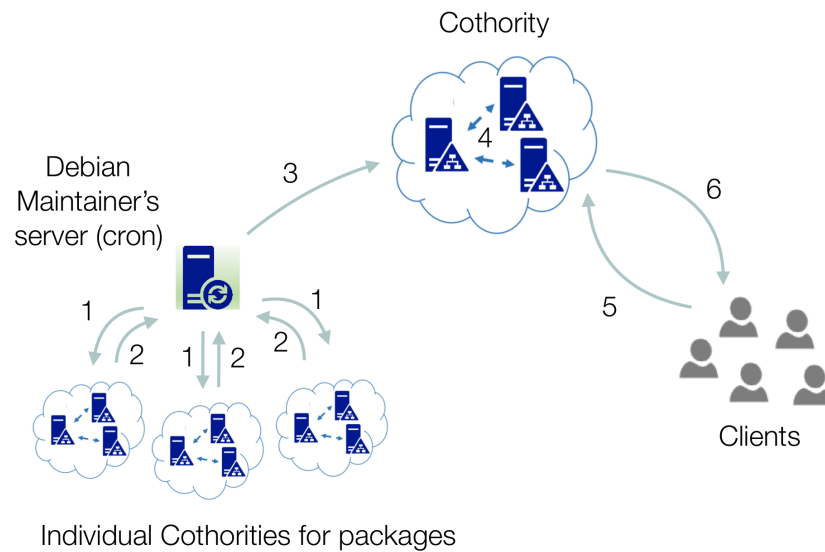 Cothority
4
3
Debian
Maintainer's
server (cron)
6
5
1
1
2
1
2
2
Clients
Individual Cothorities for packages